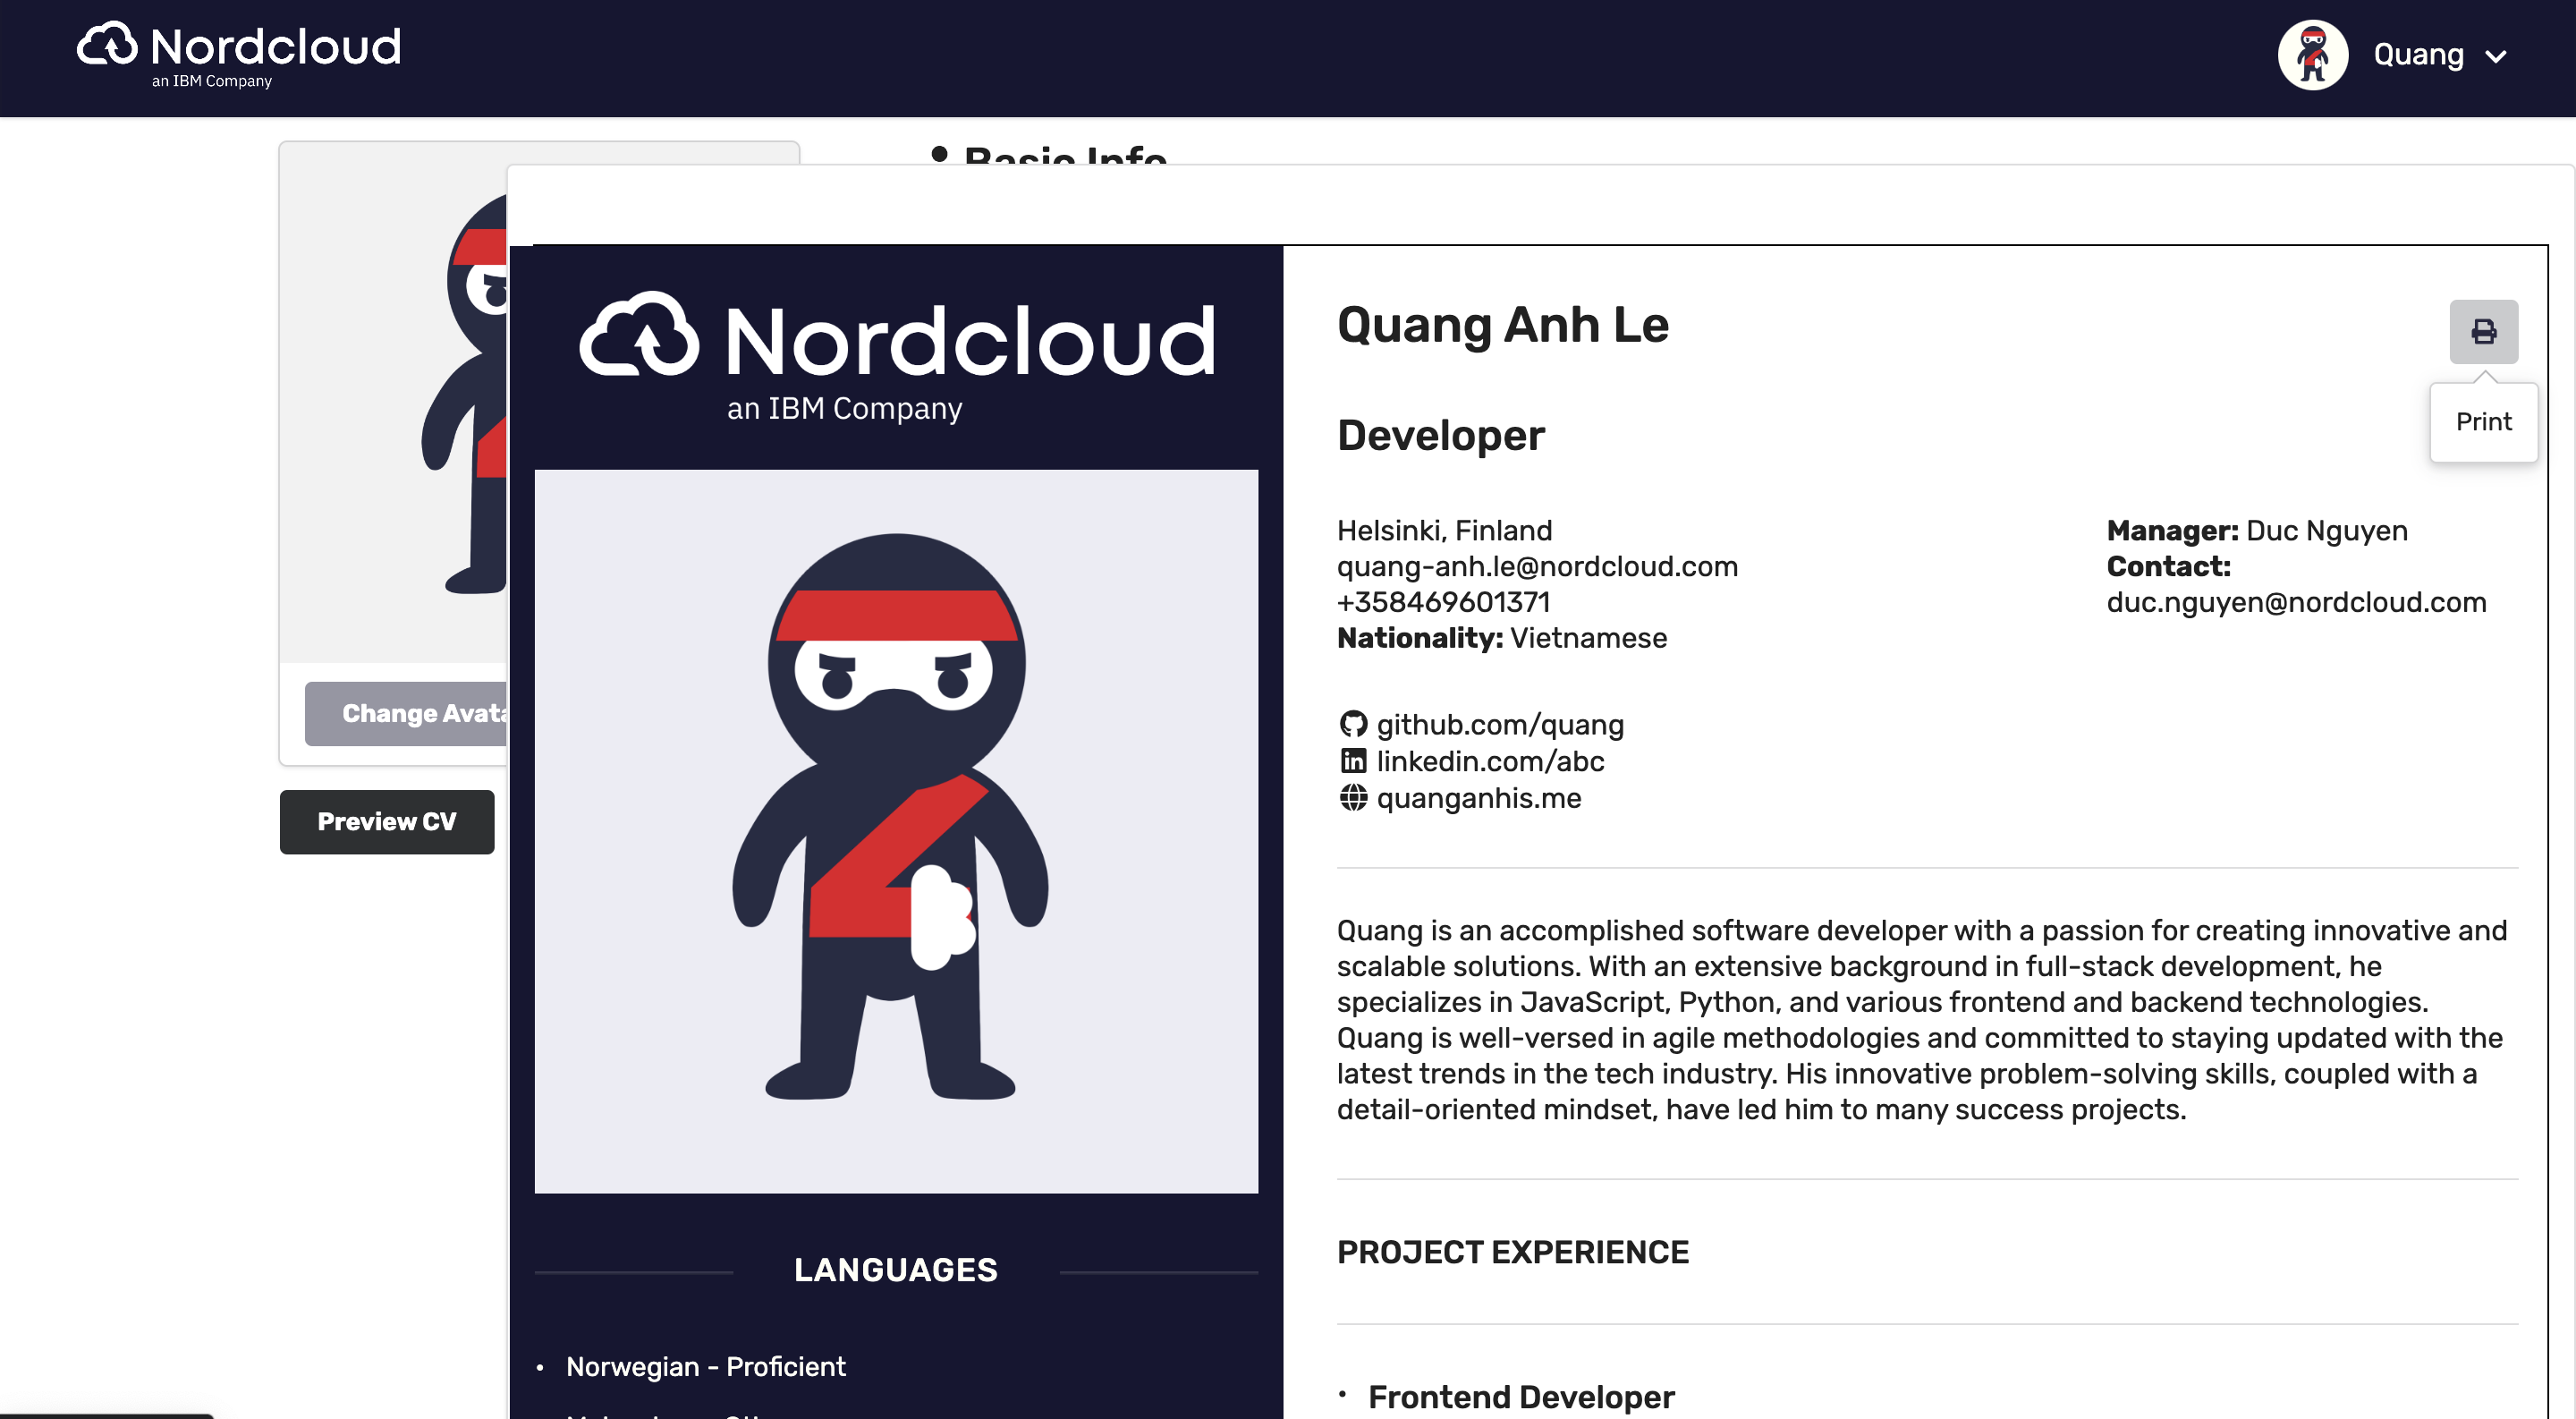 Nordcloud
an IBM Company
Quang
Basic Info
Change Avata
Preview CV
Nordcloud
an IBM Company
LANGUAGES
• Norwegian - Proficient
Quang Anh Le
Print
Developer
Helsinki, Finland
quang-anh.le@nordcloud.com
+358469601371
Nationality: Vietnamese
Manager: Duc Nguyen
Contact:
duc.nguyen@nordcloud.com
github.com/quang
linkedin.com/abc
quanganhis.me
Quang is an accomplished software developer with a passion for creating innovative and
scalable solutions. With an extensive background in full-stack development, he
specializes in JavaScript, Python, and various frontend and backend technologies.
Quang is well-versed in agile methodologies and committed to staying updated with the
latest trends in the tech industry. His innovative problem-solving skills, coupled with a
detail-oriented mindset, have led him to many success projects.
PROJECT EXPERIENCE
• Frontend Developer